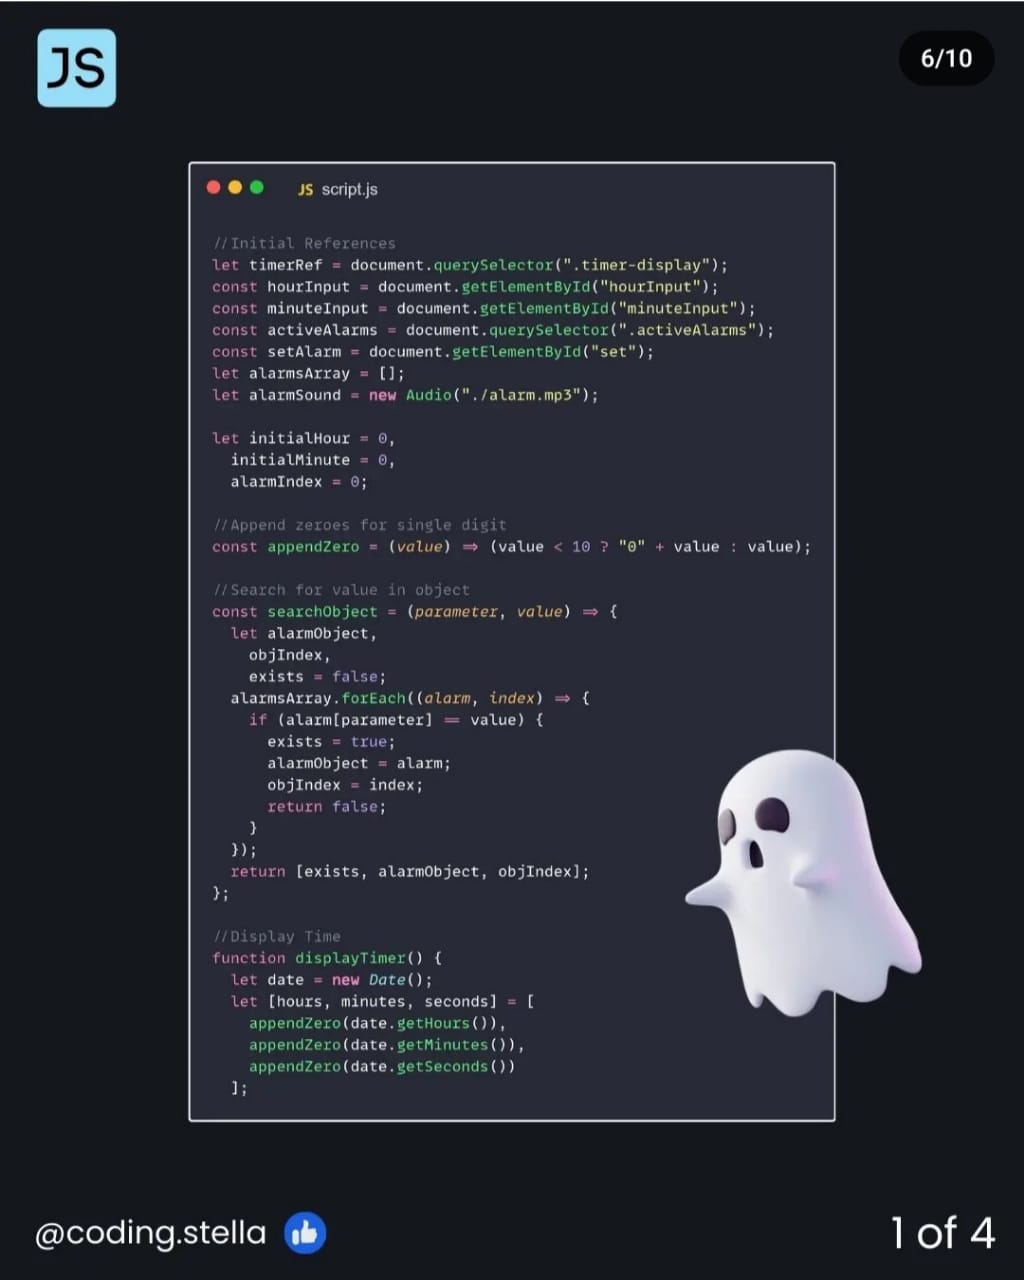 JS
6/10
JS script.js
//Initial References
let timerRef = document.querySelector(".timer-display");
const hourInput = document.getElementById("hourInput");
const minuteInput = document.getElementById("minuteInput");
const activeAlarms = document.querySelector(".activeAlarms");
const setAlarm = document.getElementById("set");
let alarmsArray = [];
let alarmSound = new Audio("./alarm.mp3");
let initialHour = 0,
  initialMinute = 0,
  alarmIndex = 0;
//Append zeroes for single digit
const appendZero = (value) => (value < 10 ? "0" + value : value);
//Search for value in object
const searchObject = (parameter, value) => {
  let alarmObject,
    objIndex,
    exists = false;
  alarmsArray.forEach((alarm, index) => {
    if (alarm[parameter] == value) {
      exists = true;
      alarmObject = alarm;
      objIndex = index;
      return false;
    }
  });
  return [exists, alarmObject, objIndex];
};
//Display Time
function displayTimer() {
  let date = new Date();
  let [hours, minutes, seconds] = [
    appendZero(date.getHours()),
    appendZero(date.getMinutes()),
    appendZero(date.getSeconds())
  ];
@coding.stella
1 of 4